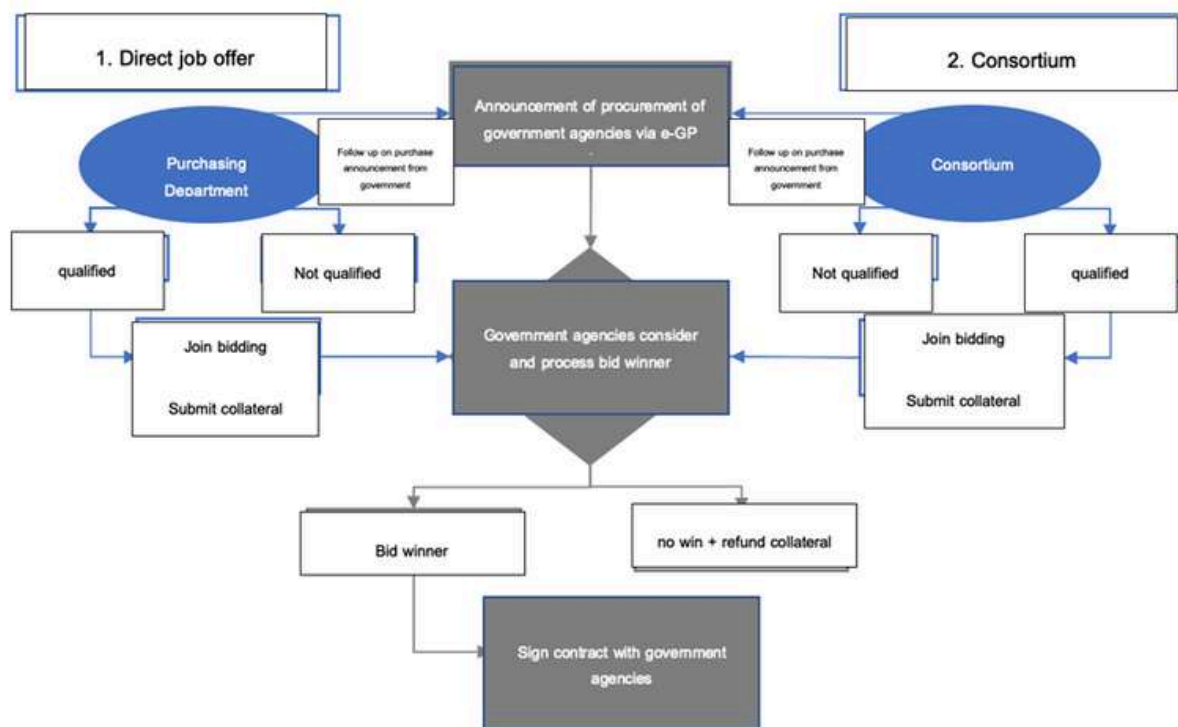 1. Direct job offer
2. Consortium
Announcement of procurement of
government agencies via e-GP
.
Follow up on purchase
announcement from
government
Follow up on purchase
announcement from
government
Purchasing
Department
Consortium
qualified
Not qualified
Not qualified
qualified
Government agencies consider
and process bid winner
Join bidding
Submit collateral
Join bidding
Submit collateral
Bid winner
no win + refund collateral
Sign contract with government
agencies